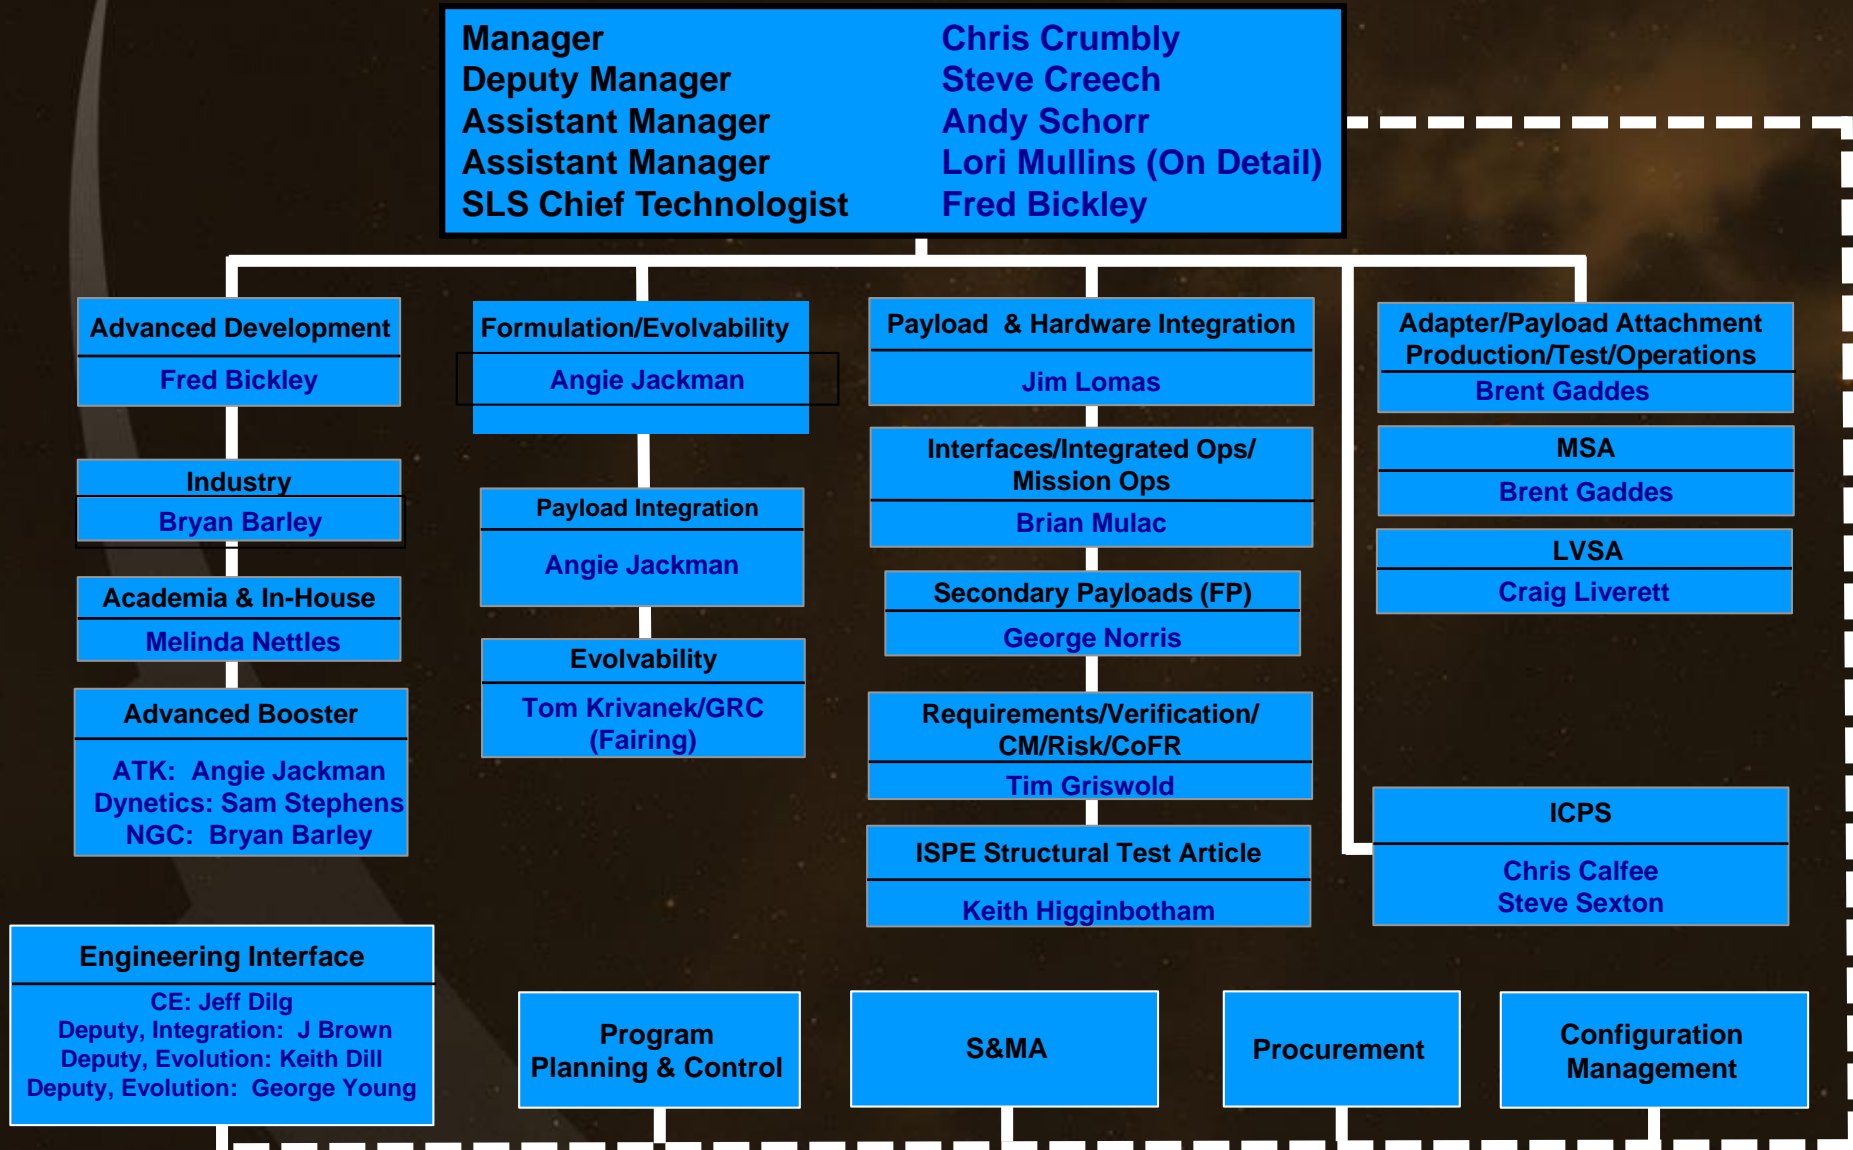 Manager Chris Crumbly
Deputy Manager Steve Creech
Assistant Manager Andy Schorr
Assistant Manager Lori Mullins (On Detail)
SLS Chief Technologist Fred Bickley
Advanced Development
Fred Bickley
Industry
Bryan Barley
Academia & In-House
Melinda Nettles
Advanced Booster
ATK: Angie Jackman
Dynetics: Sam Stephens
NGC: Bryan Barley
Formulation/Evolvability
Angie Jackman
Payload Integration
Angie Jackman
Evolvability
Tom Krivanek/GRC
(Fairing)
Payload & Hardware Integration
Jim Lomas
Interfaces/Integrated Ops/
Mission Ops
Brian Mulac
Secondary Payloads (FP)
George Norris
Requirements/Verification/
CM/Risk/CoFR
Tim Griswold
ISPE Structural Test Article
Keith Higginbotham
Adapter/Payload Attachment
Production/Test/Operations
Brent Gaddes
MSA
Brent Gaddes
LVSA
Craig Liverett
ICPS
Chris Calfee
Steve Sexton
Engineering Interface
CE: Jeff Dilg
Deputy, Integration: J Brown
Deputy, Evolution: Keith Dill
Deputy, Evolution: George Young
Program
Planning & Control
S&MA
Procurement
Configuration
Management